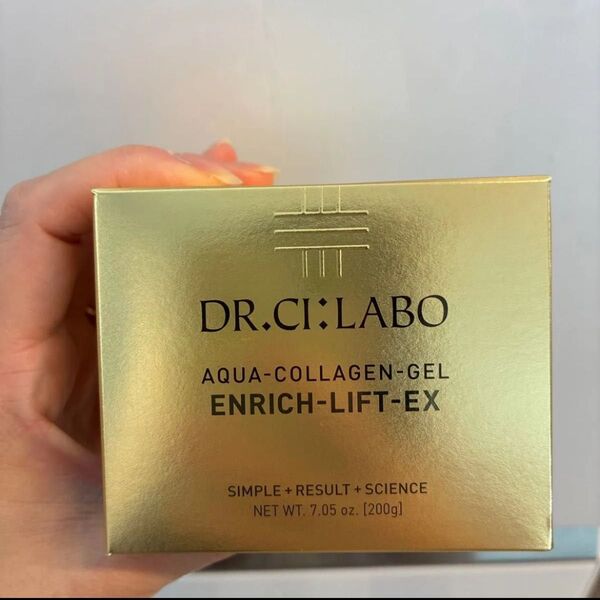 DR.CI:LABO
AQUA-COLLAGEN-GEL
ENRICH-LIFT-EX
SIMPLE+RESULT+SCIENCE
NET WT. 7.05 oz. [200g]